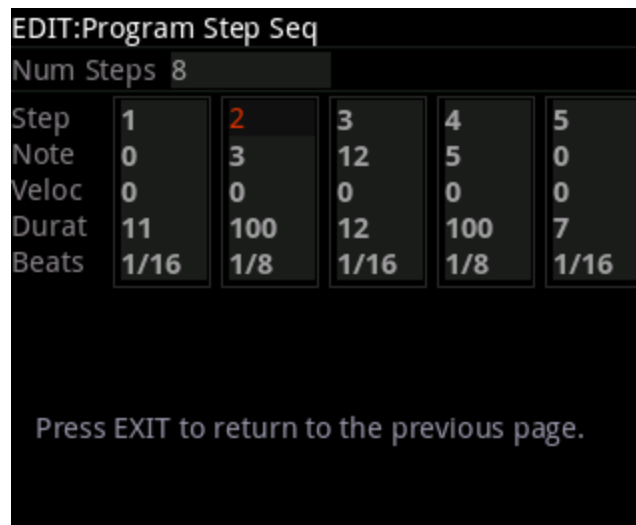 EDIT:Program Step Seq
Num Steps 8
Step 1 2 3 4 5
Note 0 3 12 5 0
Veloc 0 0 0 0 0
Durat 11 100 12 100 7
Beats 1/16 1/8 1/16 1/8 1/16
Press EXIT to return to the previous page.